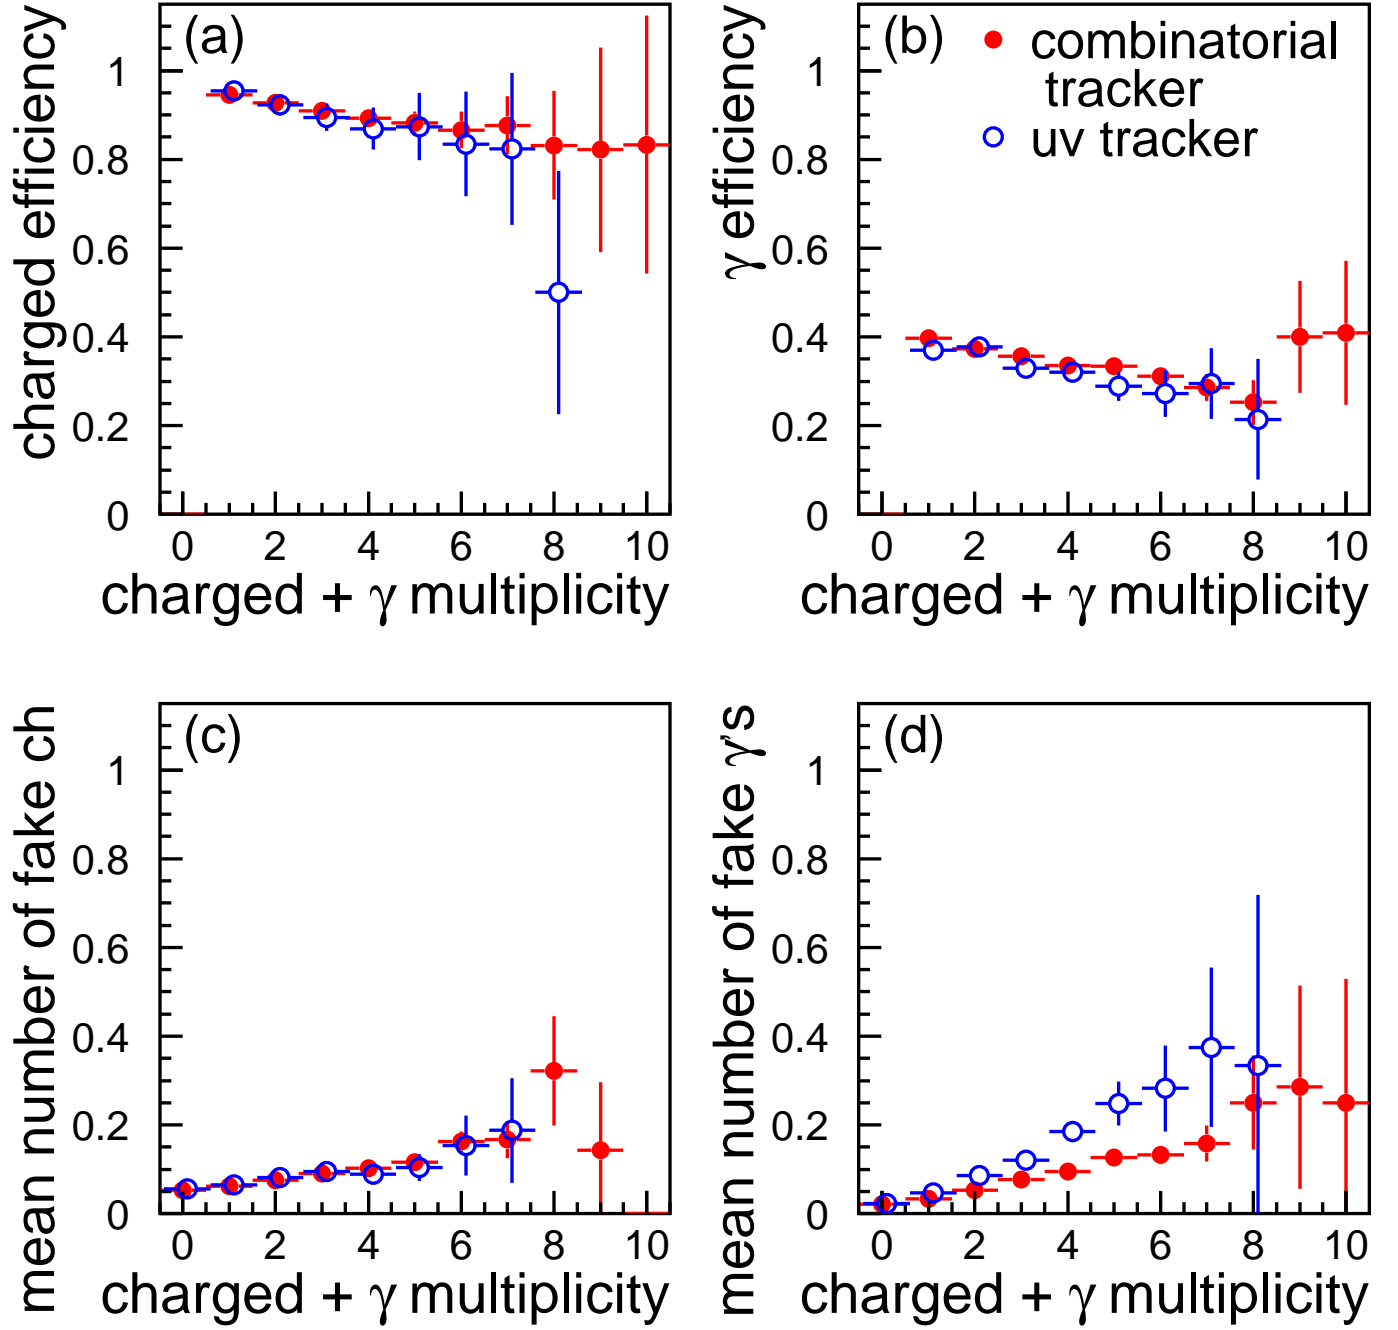 (a)
charged efficiency
1
0.8
0.6
0.4
0.2
0
0 2 4 6 8 10
charged + γ multiplicity
(b)
combinatorial
tracker
uv tracker
γ efficiency
1
0.8
0.6
0.4
0.2
0
0 2 4 6 8 10
charged + γ multiplicity
(c)
mean number of fake ch
1
0.8
0.6
0.4
0.2
0
0 2 4 6 8 10
charged + γ multiplicity
(d)
mean number of fake γ's
1
0.8
0.6
0.4
0.2
0
0 2 4 6 8 10
charged + γ multiplicity